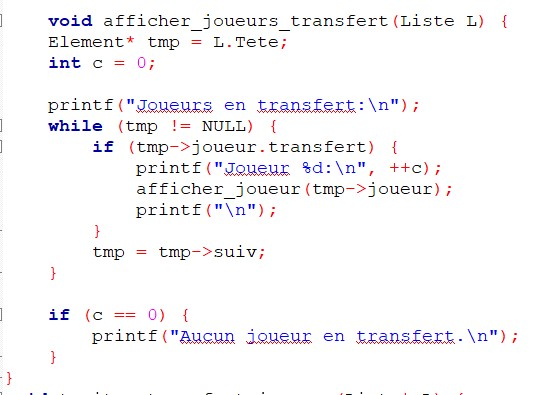 void afficher_joueurs_transfert(Liste L) {
Element* tmp = L.Tete;
int c = 0;
printf("Joueurs en transfert:\n");
while (tmp != NULL) {
if (tmp->joueur.transfert) {
printf("Joueur %d:\n", ++c);
afficher_joueur(tmp->joueur);
printf("\n");
}
tmp = tmp->suiv;
}
if (c == 0) {
printf("Aucun joueur en transfert.\n");
}
}